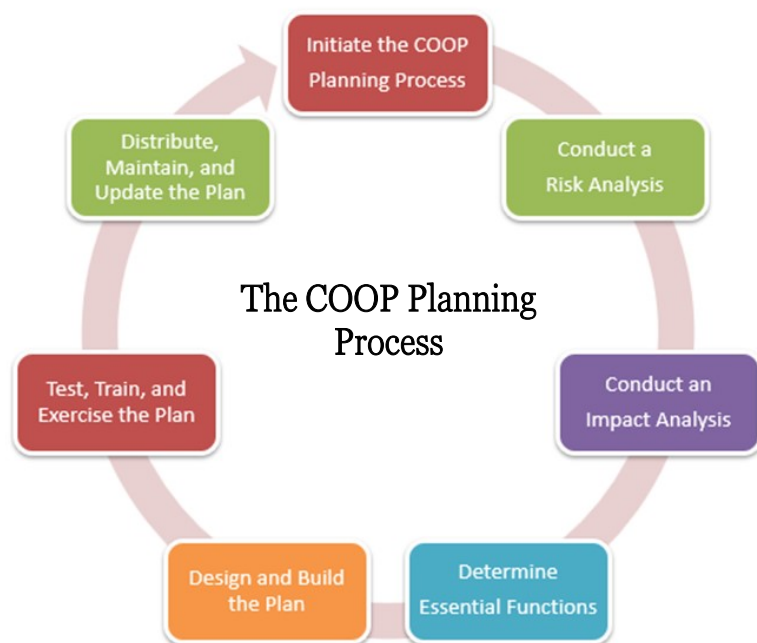 Initiate the COOP
Planning Process
Conduct a
Risk Analysis
Conduct an
Impact Analysis
Determine
Essential Functions
Design and Build
the Plan
Test, Train, and
Exercise the Plan
Distribute,
Maintain, and
Update the Plan
The COOP Planning
Process